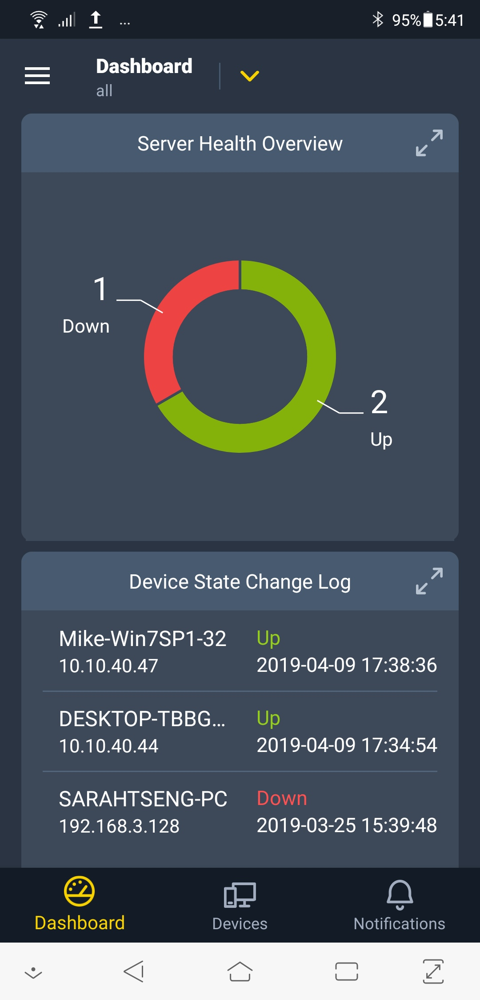 ...
95% 5:41
Dashboard
all
Server Health Overview
1
Down
2
Up
Device State Change Log
Mike-Win7SP1-32 Up
10.10.40.47 2019-04-09 17:38:36
DESKTOP-TBBG... Up
10.10.40.44 2019-04-09 17:34:54
SARAHTSENG-PC Down
192.168.3.128 2019-03-25 15:39:48
Dashboard Devices Notifications